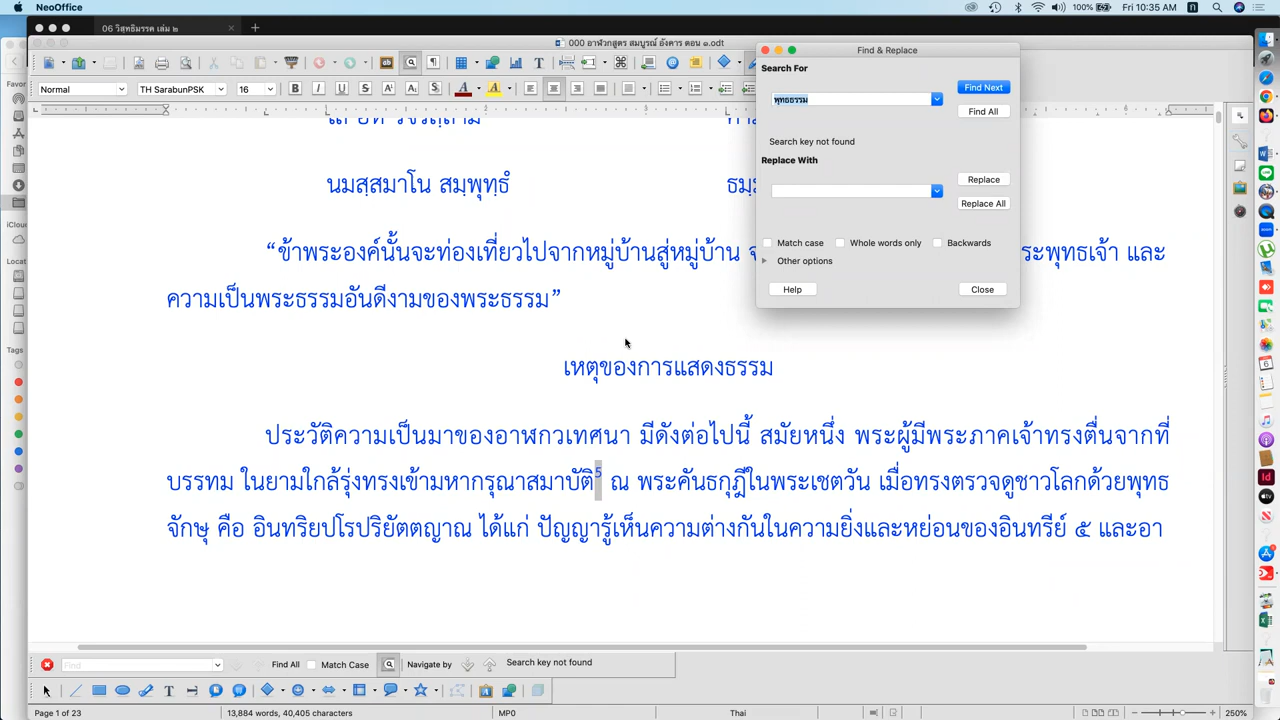 NeoOffice
100%
Fri 10:35 AM
06 วิสุทธิมรรค เล่ม ๒
000 อาฬวกสูตร สมบูรณ์ อังคาร ตอน ๑.odt
Normal
TH SarabunPSK
16
Favor
iCloud
Locat
Tags
นมสฺสมาโน สมฺพุทฺธํ
“ข้าพระองค์นั้นจะท่องเที่ยวไปจากหมู่บ้านสู่หมู่บ้าน
ระพุทธเจ้า และ
ความเป็นพระธรรมอันดีงามของพระธรรม”
เหตุของการแสดงธรรม
ประวัติความเป็นมาของอาฬกวเทศนา มีดังต่อไปนี้ สมัยหนึ่ง พระผู้มีพระภาคเจ้าทรงตื่นจากที่
บรรทม ในยามใกล้รุ่งทรงเข้ามหากรุณาสมาบัติ5 ณ พระคันธกุฎีในพระเชตวัน เมื่อทรงตรวจดูชาวโลกด้วยพุทธ
จักษุ คือ อินทริยปโรปริยัตตญาณ ได้แก่ ปัญญารู้เห็นความต่างกันในความยิ่งและหย่อนของอินทรีย์ ๕ และอา
Find & Replace
Search For
พุทธธรรม
Find Next
Find All
Search key not found
Replace With
Replace
Replace All
Match case
Whole words only
Backwards
Other options
Help
Close
Find
Find All
Match Case
Navigate by
Search key not found
Page 1 of 23
13,884 words, 40,405 characters
MP0
Thai
250%